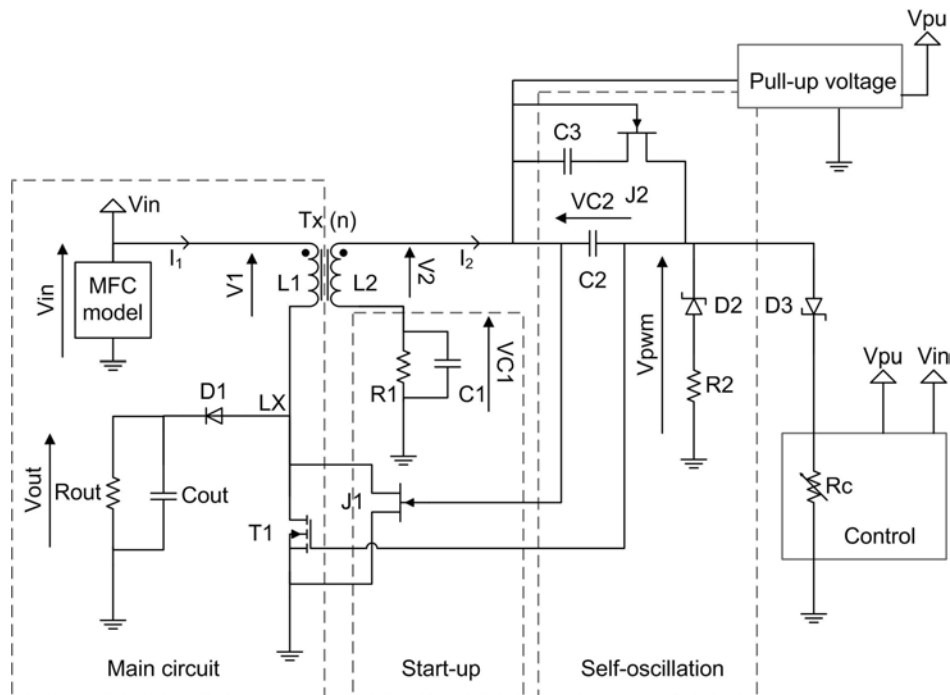 Vpu
Pull-up voltage
C3
J2
VC2
Vin
Tx (n)
I1
I2
C2
Vin
MFC
model
V1
L1
L2
V2
Vpwm
D2
D3
R2
Vpu
Vin
D1
LX
R1
C1
VC1
Vout
Rout
Cout
J1
T1
Rc
Control
Main circuit
Start-up
Self-oscillation